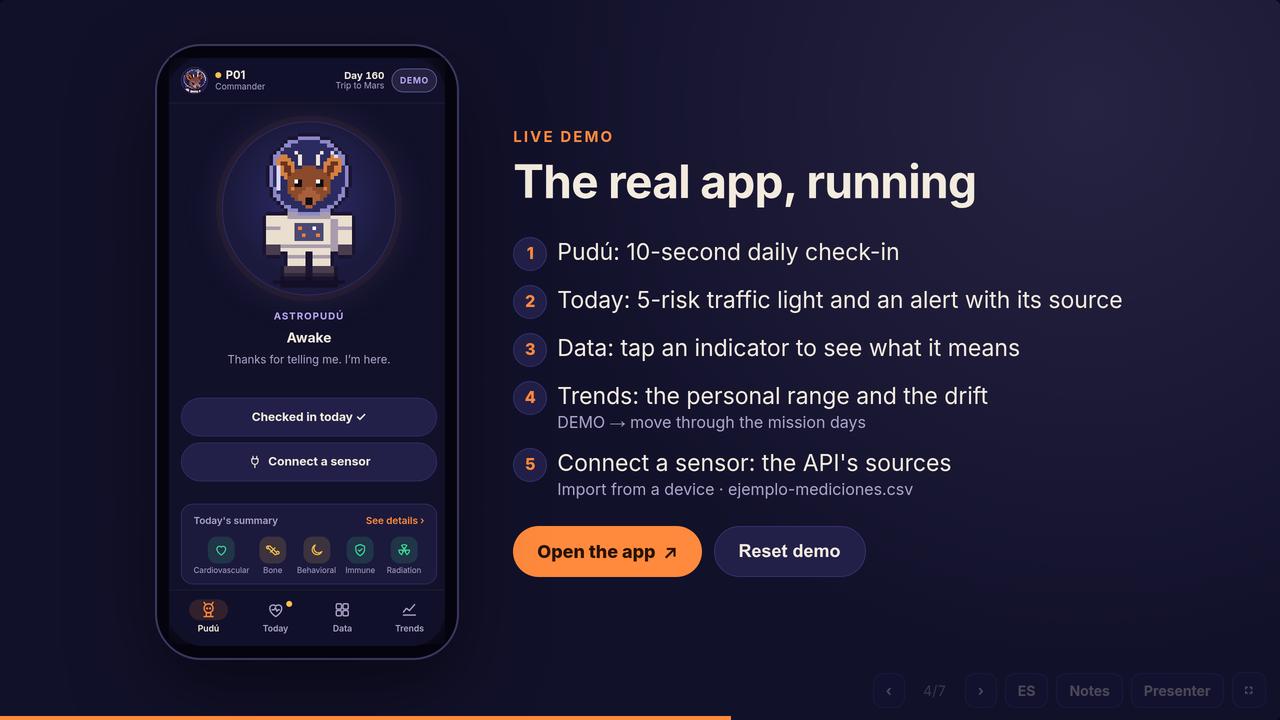 P01
Commander
Day 160
Trip to Mars
DEMO
ASTROPUDÚ
Awake
Thanks for telling me. I'm here.
Checked in today ✓
Connect a sensor
Today's summary
See details ›
Cardiovascular
Bone
Behavioral
Immune
Radiation
Pudú
Today
Data
Trends
LIVE DEMO
The real app, running
1 Pudú: 10-second daily check-in
2 Today: 5-risk traffic light and an alert with its source
3 Data: tap an indicator to see what it means
4 Trends: the personal range and the drift
DEMO → move through the mission days
5 Connect a sensor: the API's sources
Import from a device · ejemplo-mediciones.csv
Open the app ↗
Reset demo
‹ 4/7 › ES Notes Presenter